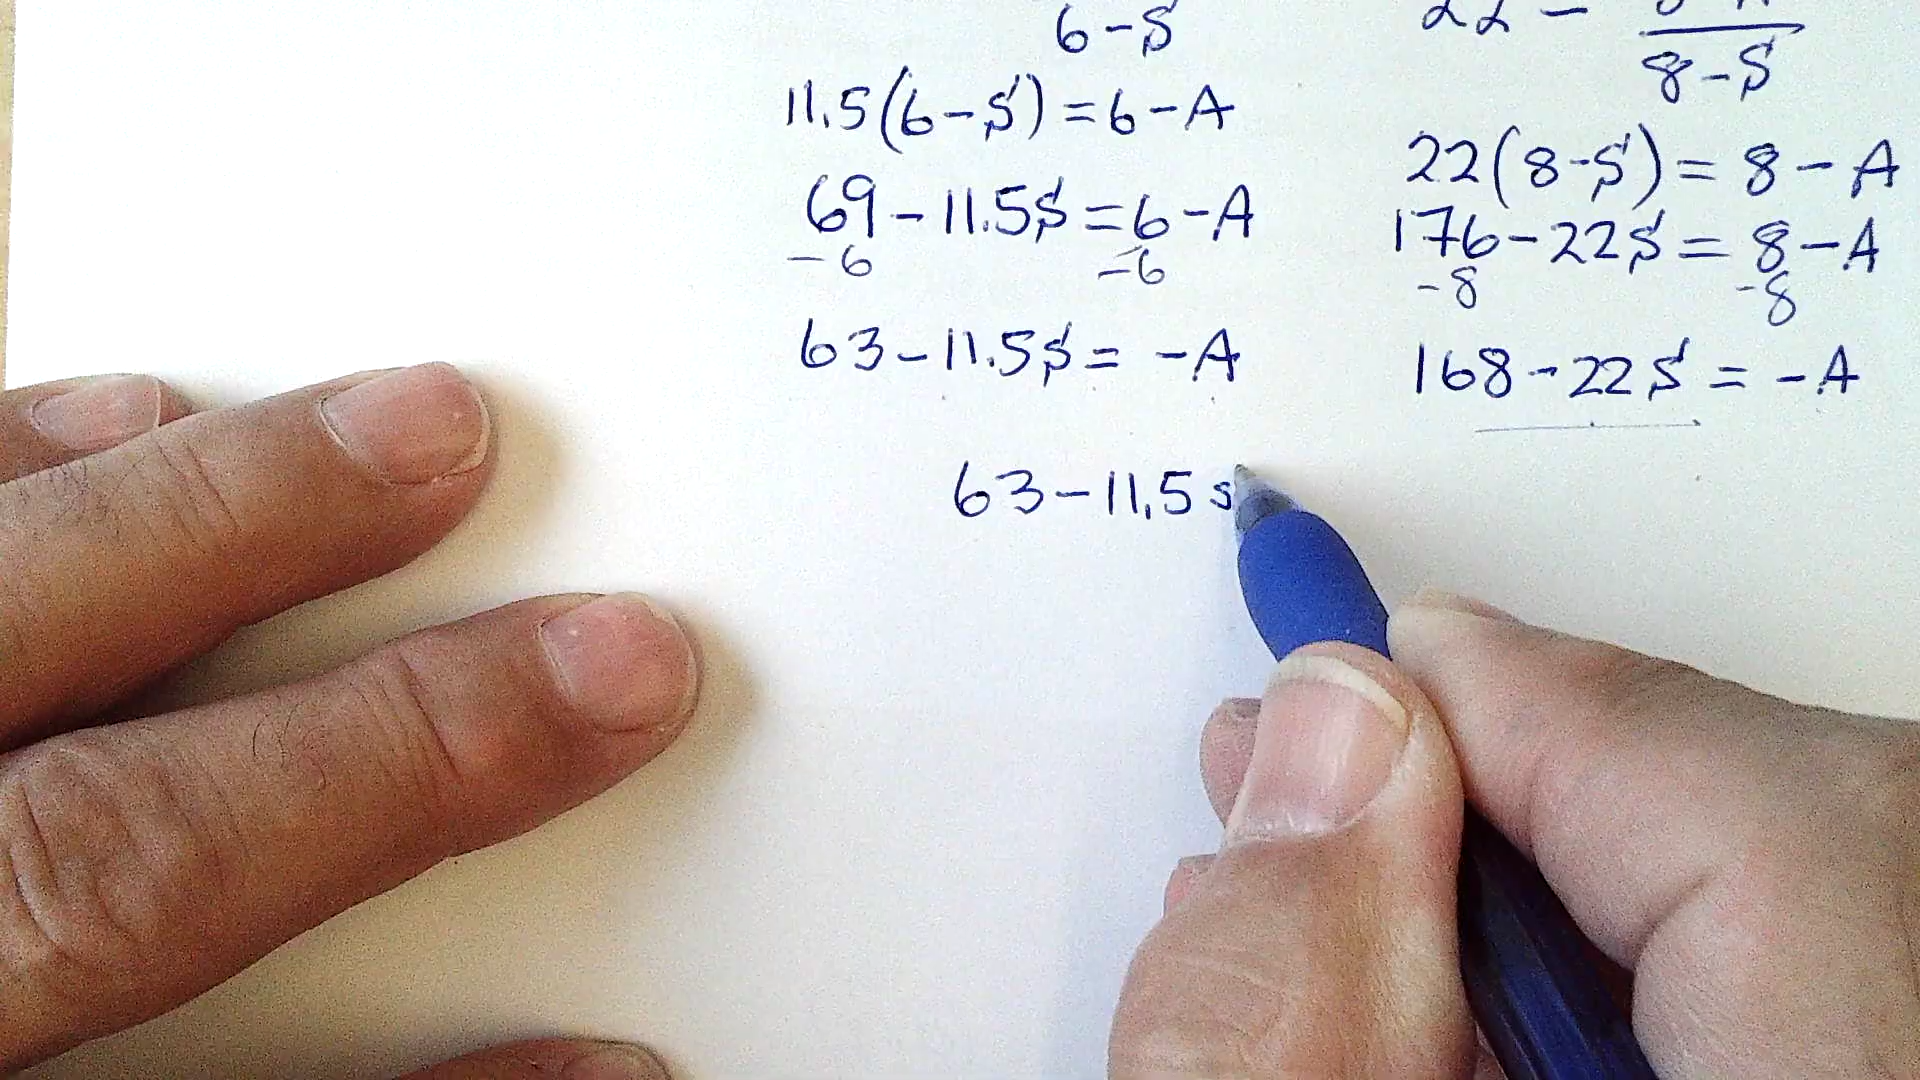 6-S
11.5(6-S)=6-A
69-11.5S=6-A
-6 -6
63-11.5S= -A
22 =
8-S
22(8-S)= 8-A
176-22S= 8-A
-8 -8
168-22S = -A
63-11.5 s